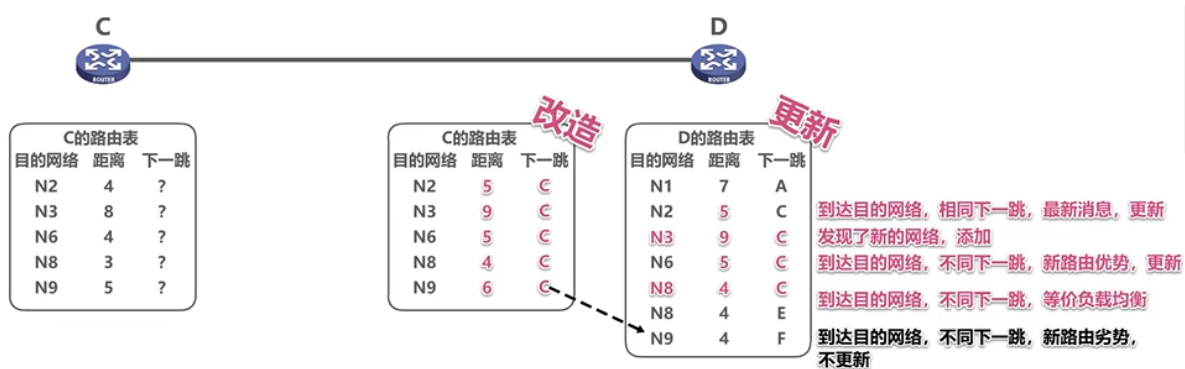 C
D
ROUTER
ROUTER
改造
更新
C的路由表
目的网络 距离 下一跳
N2 4 ?
N3 8 ?
N6 4 ?
N8 3 ?
N9 5 ?
C的路由表
目的网络 距离 下一跳
N2 5 C
N3 9 C
N6 5 C
N8 4 C
N9 6 C
D的路由表
目的网络 距离 下一跳
N1 7 A
N2 5 C
N3 9 C
N6 5 C
N8 4 C
N8 4 E
N9 4 F
到达目的网络，相同下一跳，最新消息，更新
发现了新的网络，添加
到达目的网络，不同下一跳，新路由优势，更新
到达目的网络，不同下一跳，等价负载均衡
到达目的网络，不同下一跳，新路由劣势，
不更新